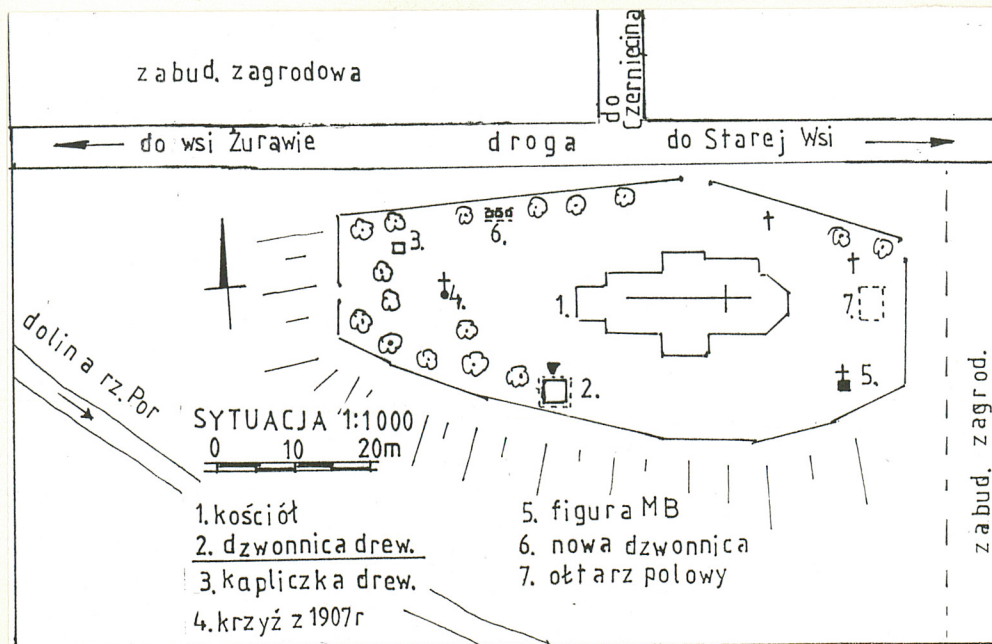 zabud. zagrodowa
do
Czernięcina
do wsi Żurawie
droga
do Starej Wsi
3.
6.
4.
1.
7.
5.
2.
dolina rz. Por
zabud. zagrod.
SYTUACJA 1:1000
0 10 20m
1. kościół
2. dzwonnica drew.
3. kapliczka drew.
4. krzyż z 1907r
5. figura MB
6. nowa dzwonnica
7. ołtarz polowy